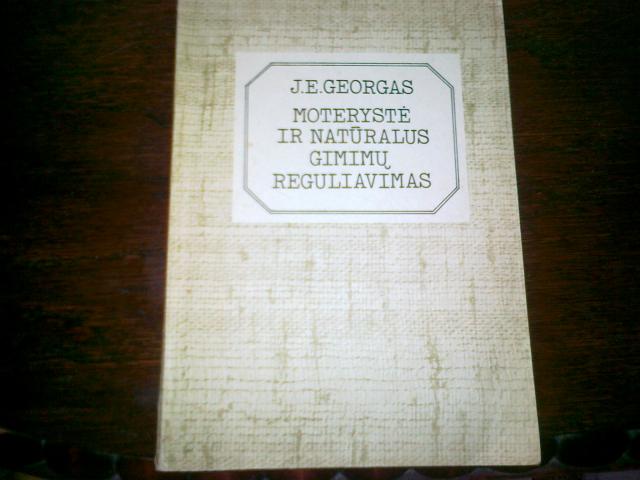 J.E.GEORGAS
MOTERYSTĖ
IR NATŪRALUS
GIMIMŲ
REGULIAVIMAS